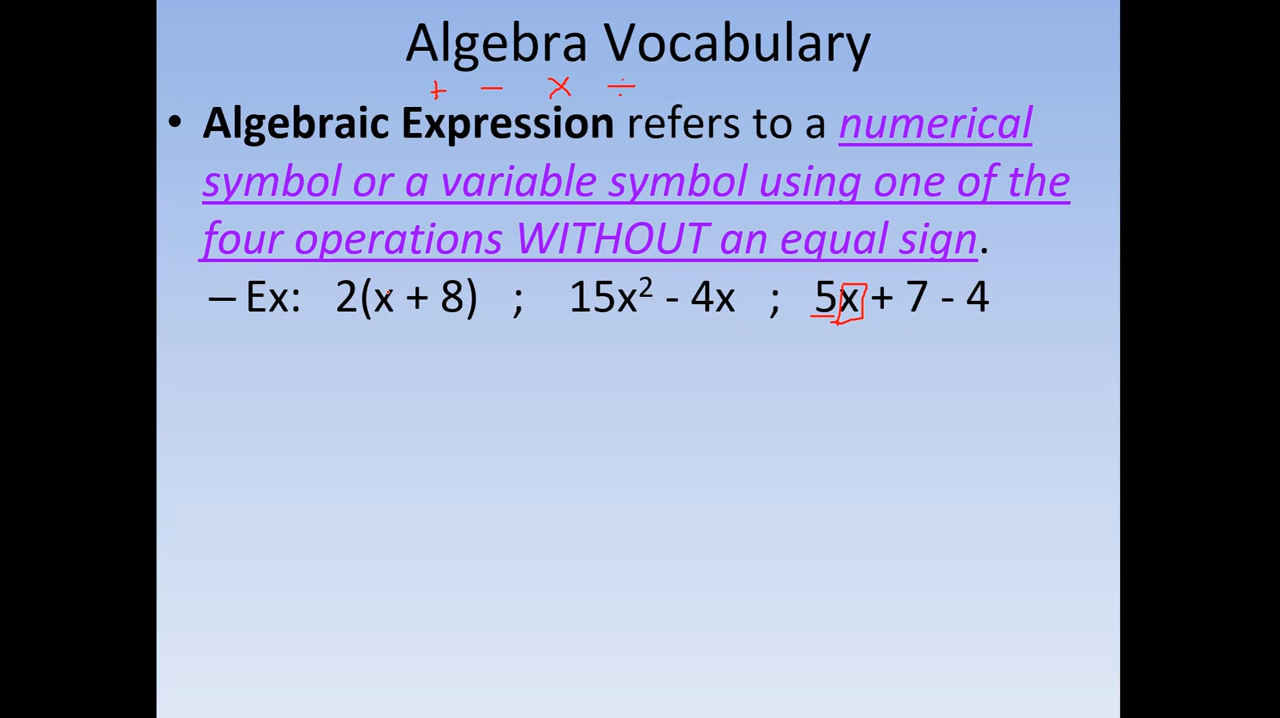 Algebra Vocabulary
+ − × ÷
• Algebraic Expression refers to a numerical
symbol or a variable symbol using one of the
four operations WITHOUT an equal sign.
– Ex: 2(x + 8) ; 15x² - 4x ; 5x + 7 - 4